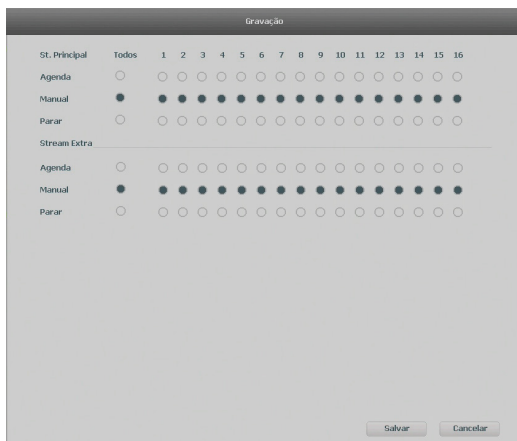 Gravação
St. Principal Todos 1 2 3 4 5 6 7 8 9 10 11 12 13 14 15 16
Agenda
Manual
Parar
Stream Extra
Agenda
Manual
Parar
Salvar Cancelar